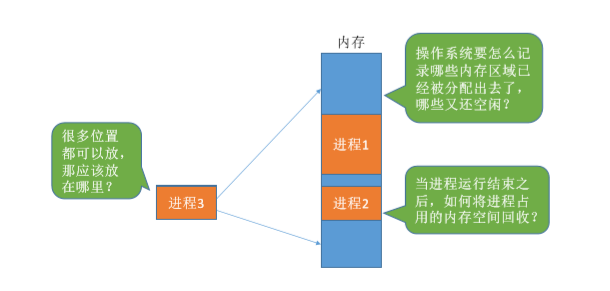 内存
操作系统要怎么记
录哪些内存区域已
经被分配出去了，
哪些又还空闲？
很多位置
都可以放，
那应该放
在哪里？
进程1
进程3
进程2
当进程运行结束之
后，如何将进程占
用的内存空间回收？